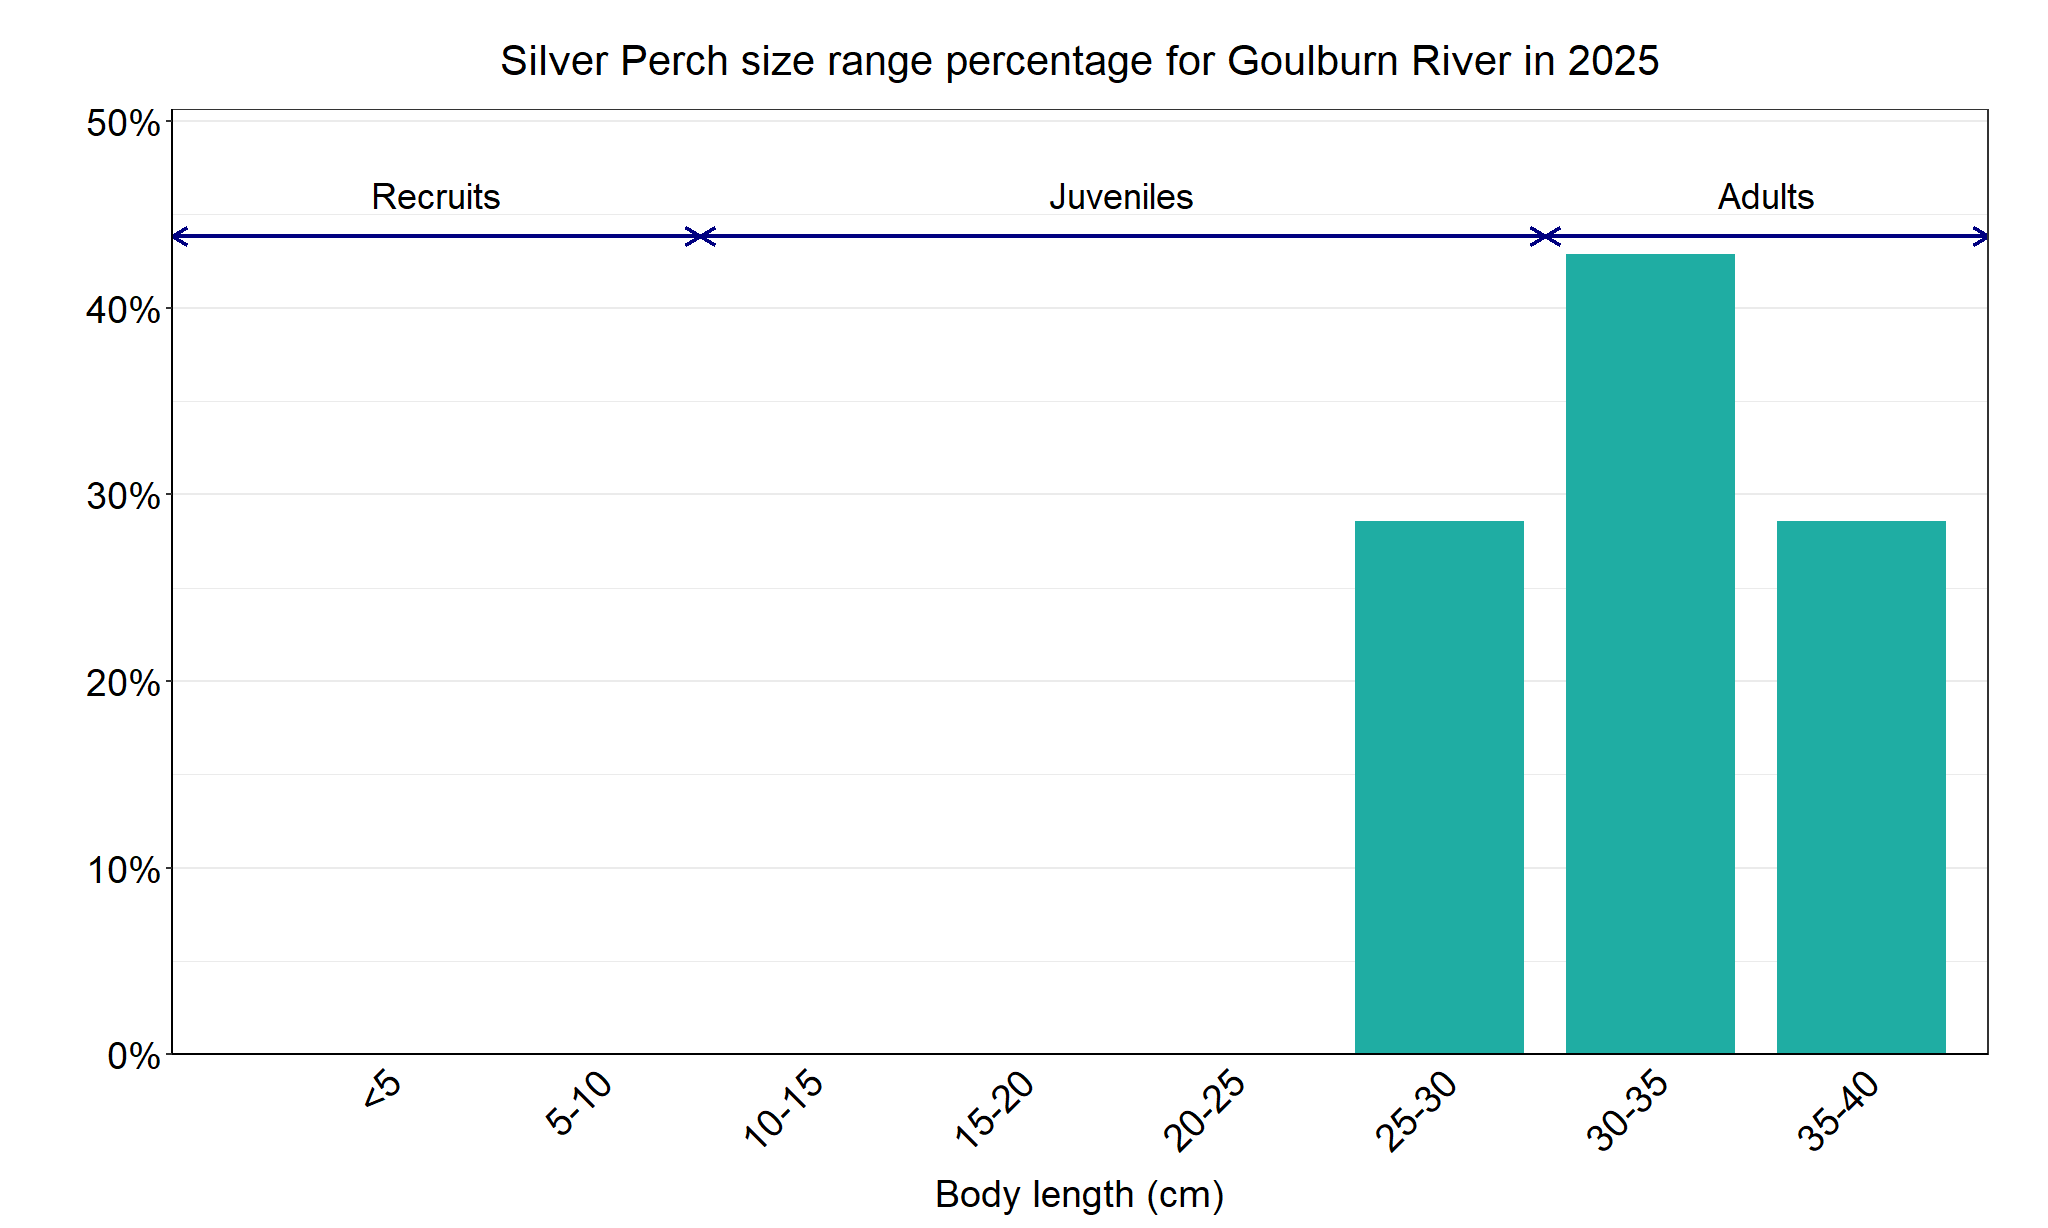 Silver Perch size range percentage for Goulburn River in 2025
50%
Recruits Juveniles Adults
40%
30%
20%
10%
0%
<5 5-10 10-15 15-20 20-25 25-30 30-35 35-40
Body length (cm)